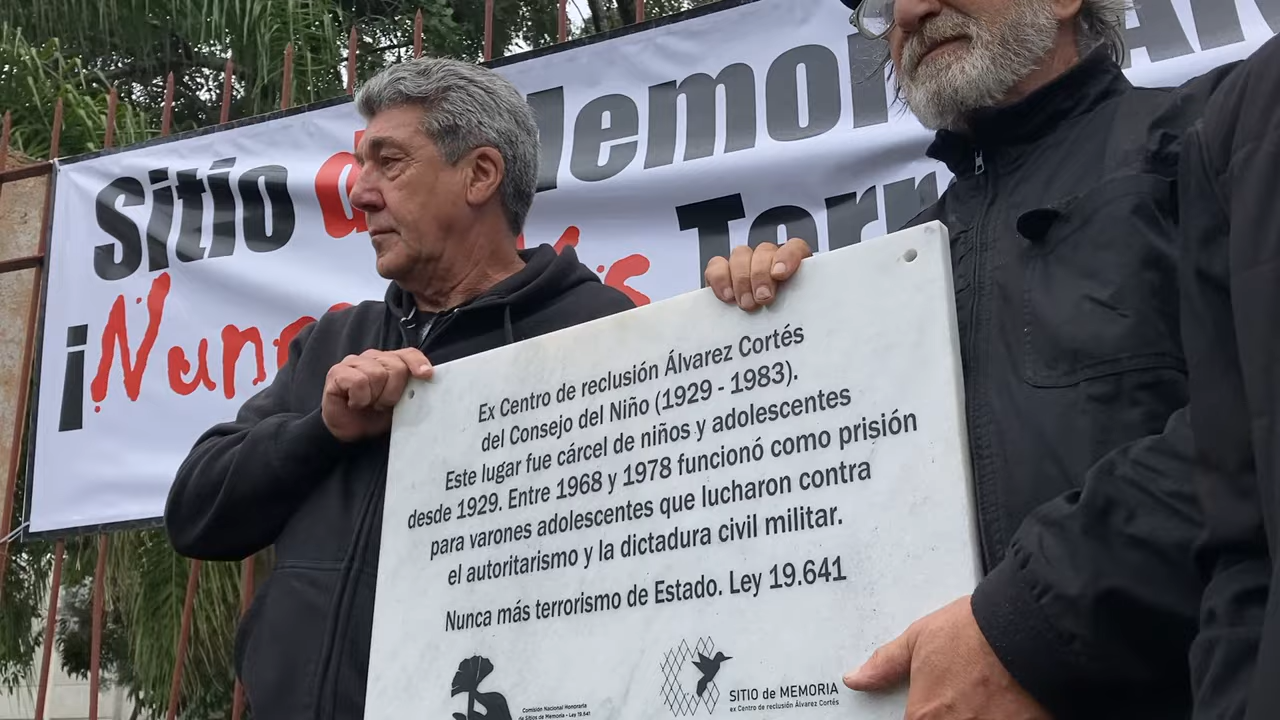 Sitio de Memoria
¡Nunca más Terr
Ex Centro de reclusión Álvarez Cortés
del Consejo del Niño (1929 - 1983).
Este lugar fue cárcel de niños y adolescentes
desde 1929. Entre 1968 y 1978 funcionó como prisión
para varones adolescentes que lucharon contra
el autoritarismo y la dictadura civil militar.
Nunca más terrorismo de Estado. Ley 19.641
Comisión Nacional Honoraria
de Sitios de Memoria - Ley 19.641
SITIO de MEMORIA
ex Centro de reclusión Álvarez Cortés